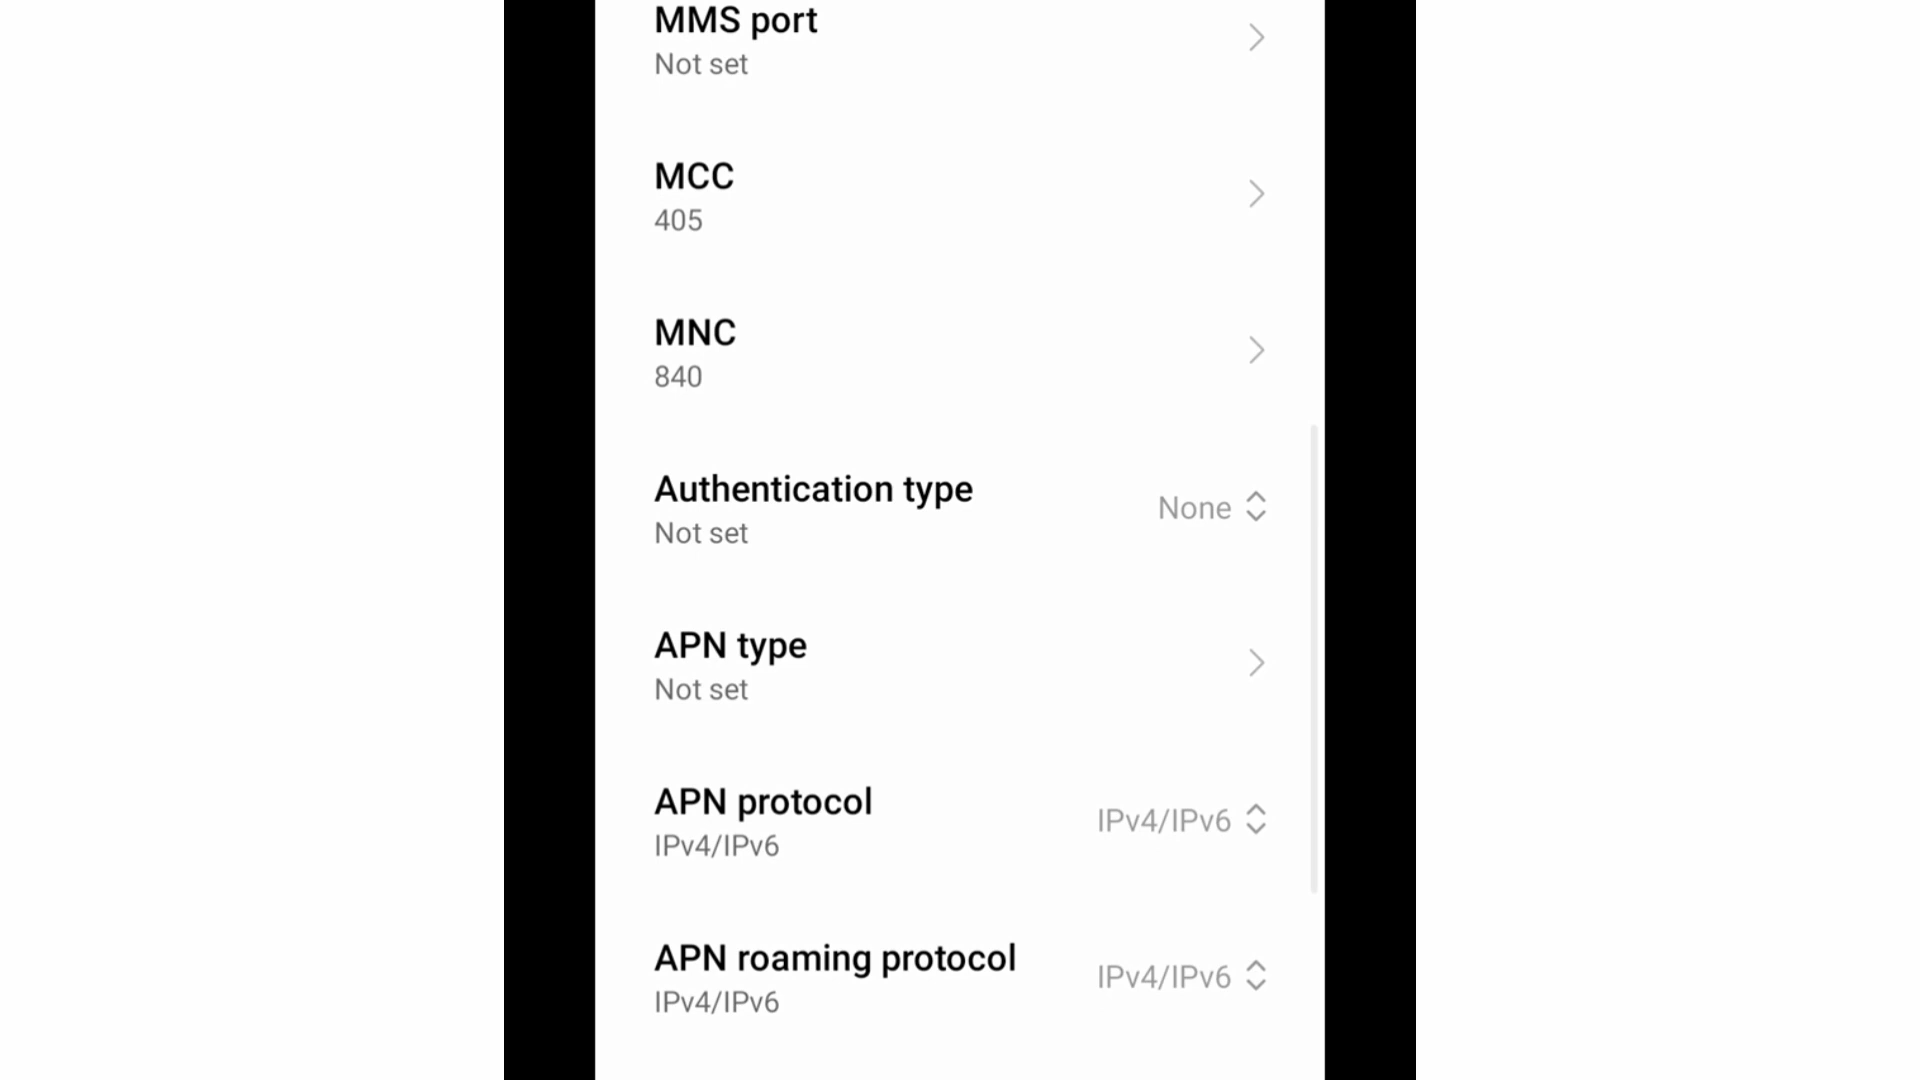 MMS port
Not set
MCC
405
MNC
840
Authentication type
Not set
None
APN type
Not set
APN protocol
IPv4/IPv6
IPv4/IPv6
APN roaming protocol
IPv4/IPv6
IPv4/IPv6